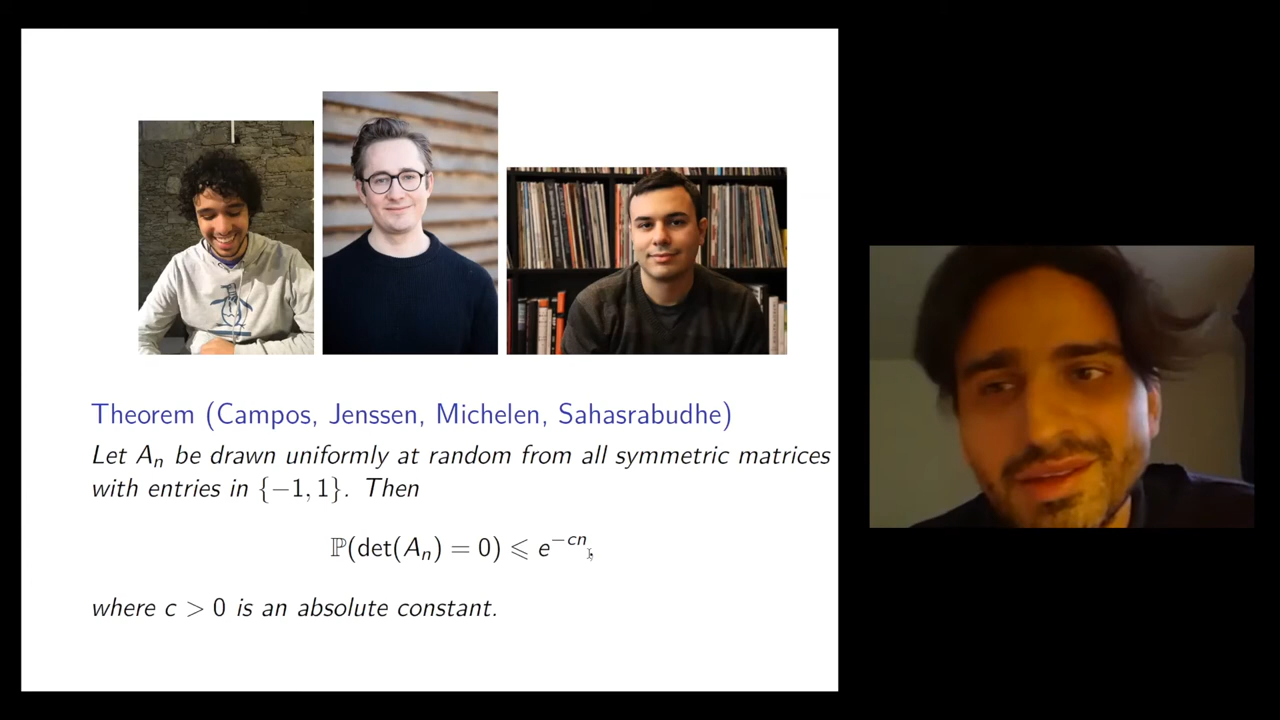 Theorem (Campos, Jenssen, Michelen, Sahasrabudhe)
Let Aₙ be drawn uniformly at random from all symmetric matrices
with entries in {−1, 1}. Then
ℙ(det(Aₙ) = 0) ⩽ e^{−cn},
where c > 0 is an absolute constant.